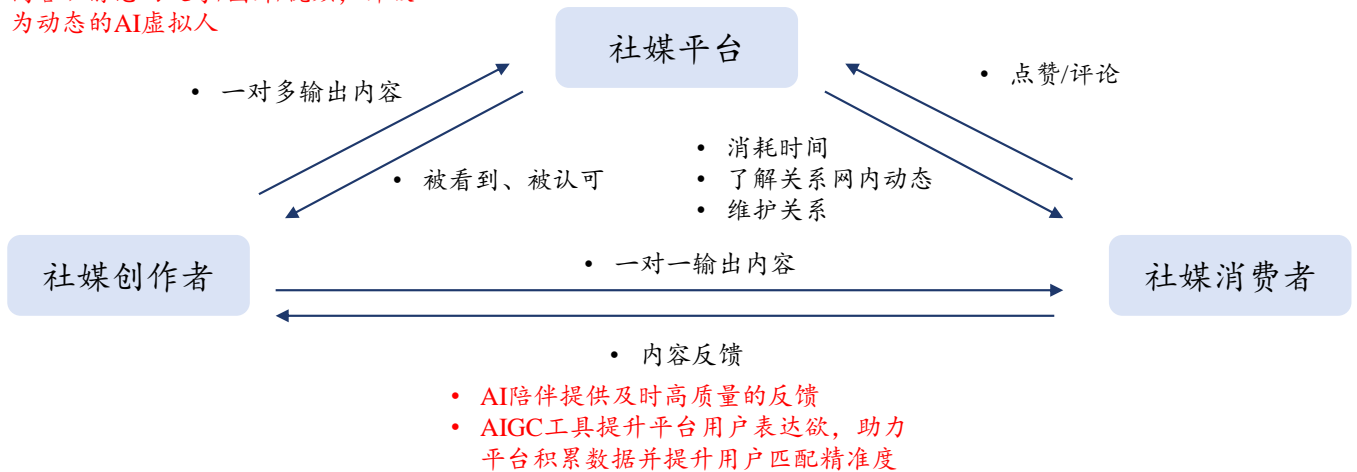 为动态的AI虚拟人
社媒平台
• 一对多输出内容
• 点赞/评论
• 消耗时间
• 被看到、被认可
• 了解关系网内动态
• 维护关系
社媒创作者
• 一对一输出内容
社媒消费者
• 内容反馈
• AI陪伴提供及时高质量的反馈
• AIGC工具提升平台用户表达欲，助力
平台积累数据并提升用户匹配精准度